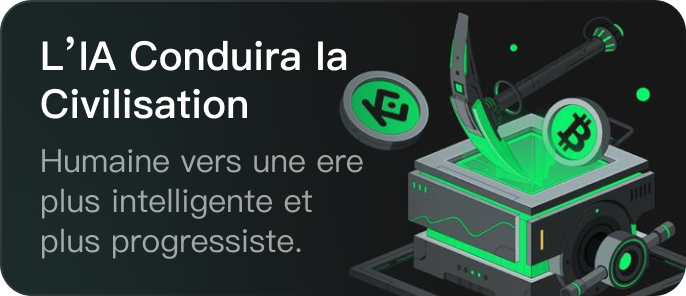 L’IA Conduira la
Civilisation
Humaine vers une ere
plus intelligente et
plus progressiste.